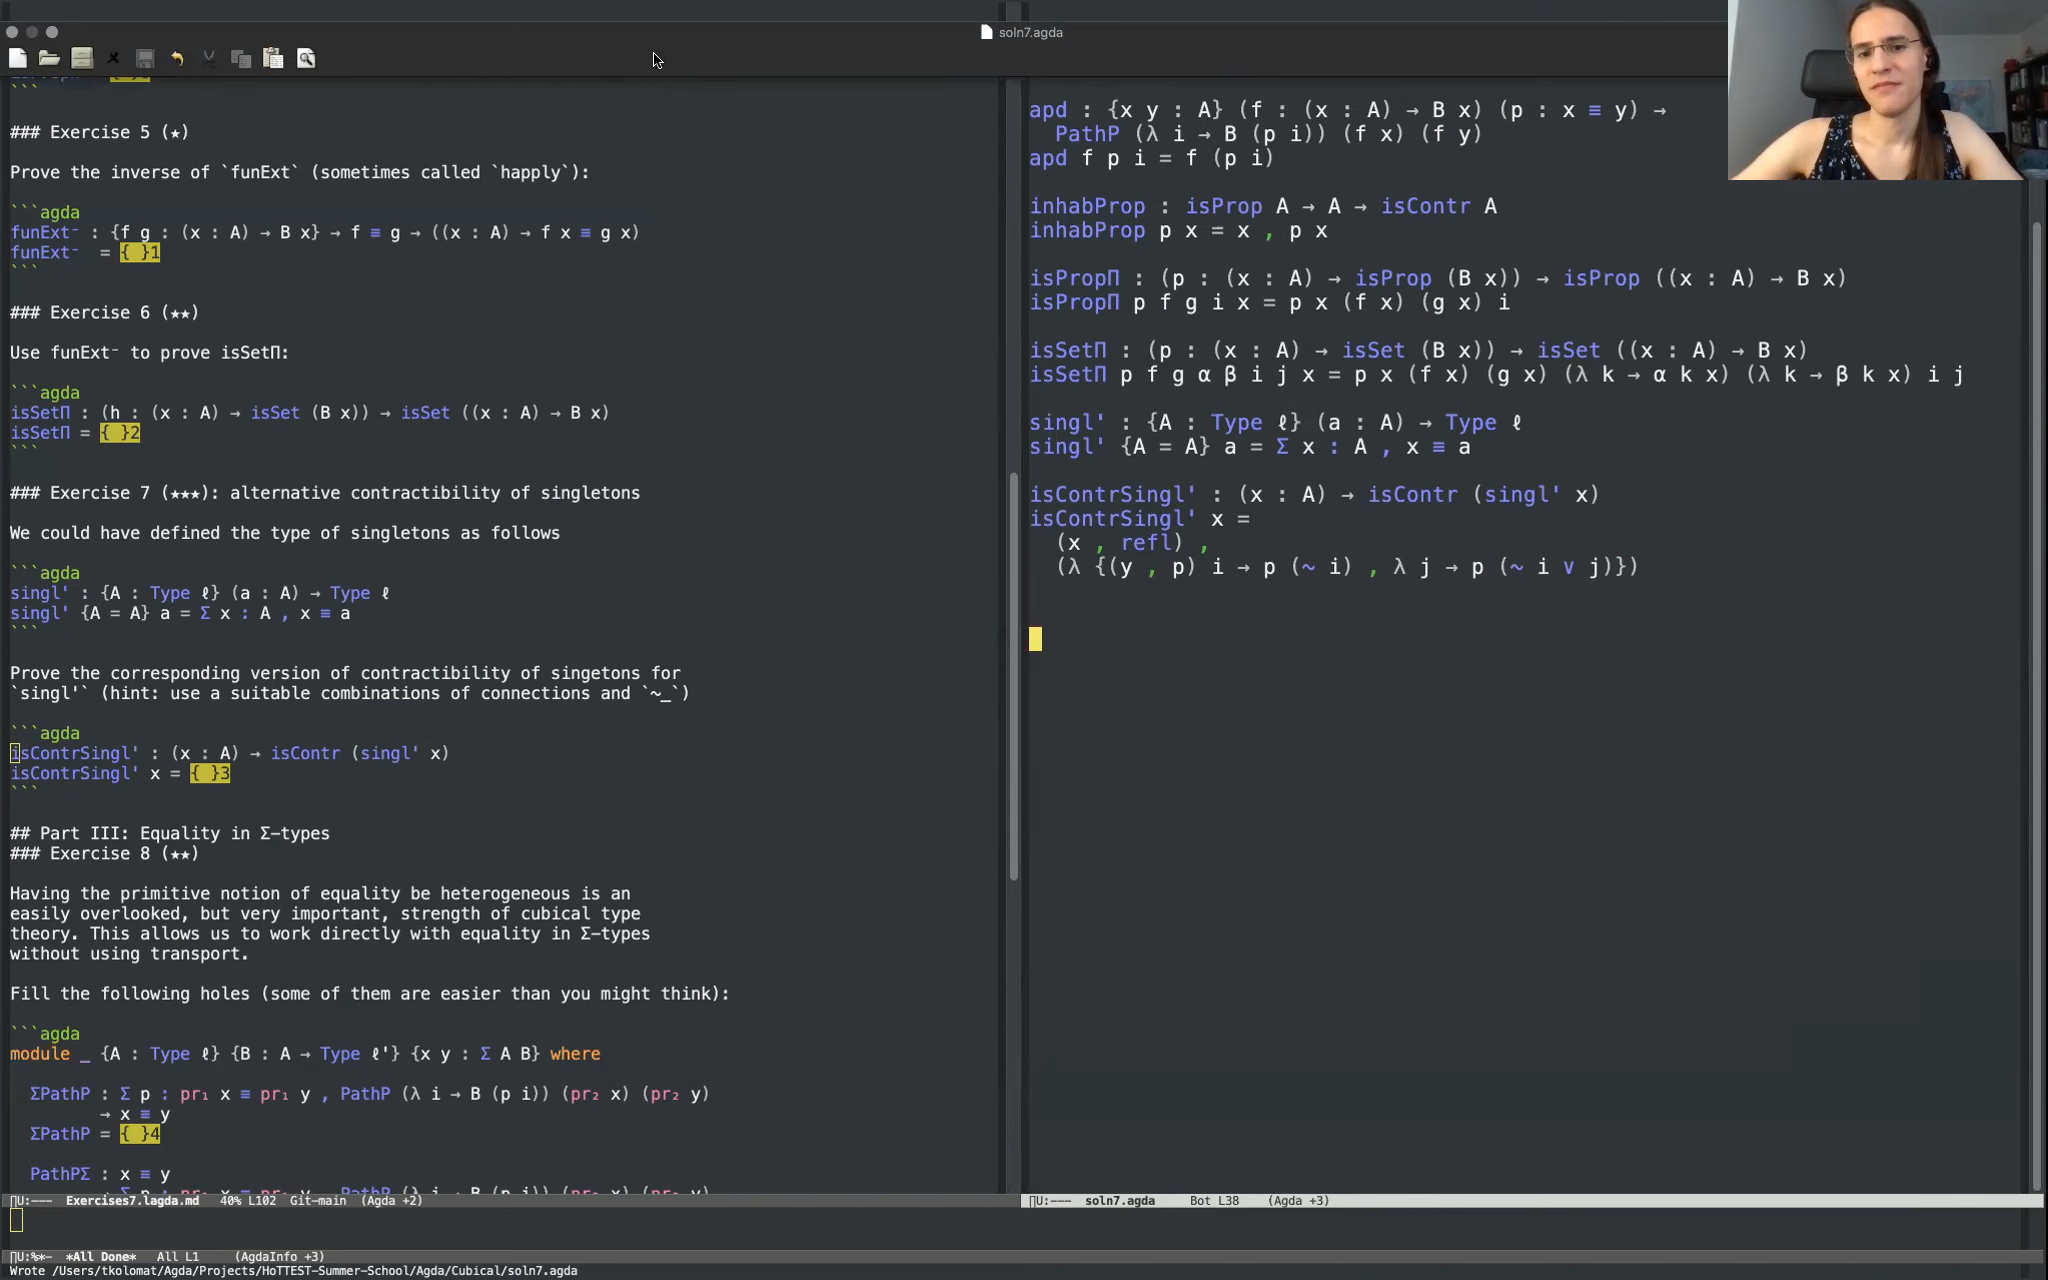 soln7.agda
```
### Exercise 5 (★)
Prove the inverse of `funExt` (sometimes called `happly`):
```agda
funExt⁻ : {f g : (x : A) → B x} → f ≡ g → ((x : A) → f x ≡ g x)
funExt⁻  = { }1
```
### Exercise 6 (★★)
Use funExt⁻ to prove isSetΠ:
```agda
isSetΠ : (h : (x : A) → isSet (B x)) → isSet ((x : A) → B x)
isSetΠ = { }2
```
### Exercise 7 (★★★): alternative contractibility of singletons
We could have defined the type of singletons as follows
```agda
singl' : {A : Type ℓ} (a : A) → Type ℓ
singl' {A = A} a = Σ x : A , x ≡ a
```
Prove the corresponding version of contractibility of singetons for
`singl'` (hint: use a suitable combinations of connections and `~_`)
```agda
isContrSingl' : (x : A) → isContr (singl' x)
isContrSingl' x = { }3
```
## Part III: Equality in Σ-types
### Exercise 8 (★★)
Having the primitive notion of equality be heterogeneous is an
easily overlooked, but very important, strength of cubical type
theory. This allows us to work directly with equality in Σ-types
without using transport.
Fill the following holes (some of them are easier than you might think):
```agda
module _ {A : Type ℓ} {B : A → Type ℓ'} {x y : Σ A B} where
ΣPathP : Σ p : pr₁ x ≡ pr₁ y , PathP (λ i → B (p i)) (pr₂ x) (pr₂ y)
→ x ≡ y
ΣPathP = { }4
PathPΣ : x ≡ y
U:---  Exercises7.lagda.md   40% L102  Git-main  (Agda +2)
U:%*-  *All Done*   All L1    (AgdaInfo +3)
Wrote /Users/tkolomat/Agda/Projects/HoTTEST-Summer-School/Agda/Cubical/soln7.agda
apd : {x y : A} (f : (x : A) → B x) (p : x ≡ y) →
PathP (λ i → B (p i)) (f x) (f y)
apd f p i = f (p i)
inhabProp : isProp A → A → isContr A
inhabProp p x = x , p x
isPropΠ : (p : (x : A) → isProp (B x)) → isProp ((x : A) → B x)
isPropΠ p f g i x = p x (f x) (g x) i
isSetΠ : (p : (x : A) → isSet (B x)) → isSet ((x : A) → B x)
isSetΠ p f g α β i j x = p x (f x) (g x) (λ k → α k x) (λ k → β k x) i j
singl' : {A : Type ℓ} (a : A) → Type ℓ
singl' {A = A} a = Σ x : A , x ≡ a
isContrSingl' : (x : A) → isContr (singl' x)
isContrSingl' x =
(x , refl) ,
(λ {(y , p) i → p (~ i) , λ j → p (~ i ∨ j)})
U:---  soln7.agda     Bot L38    (Agda +3)